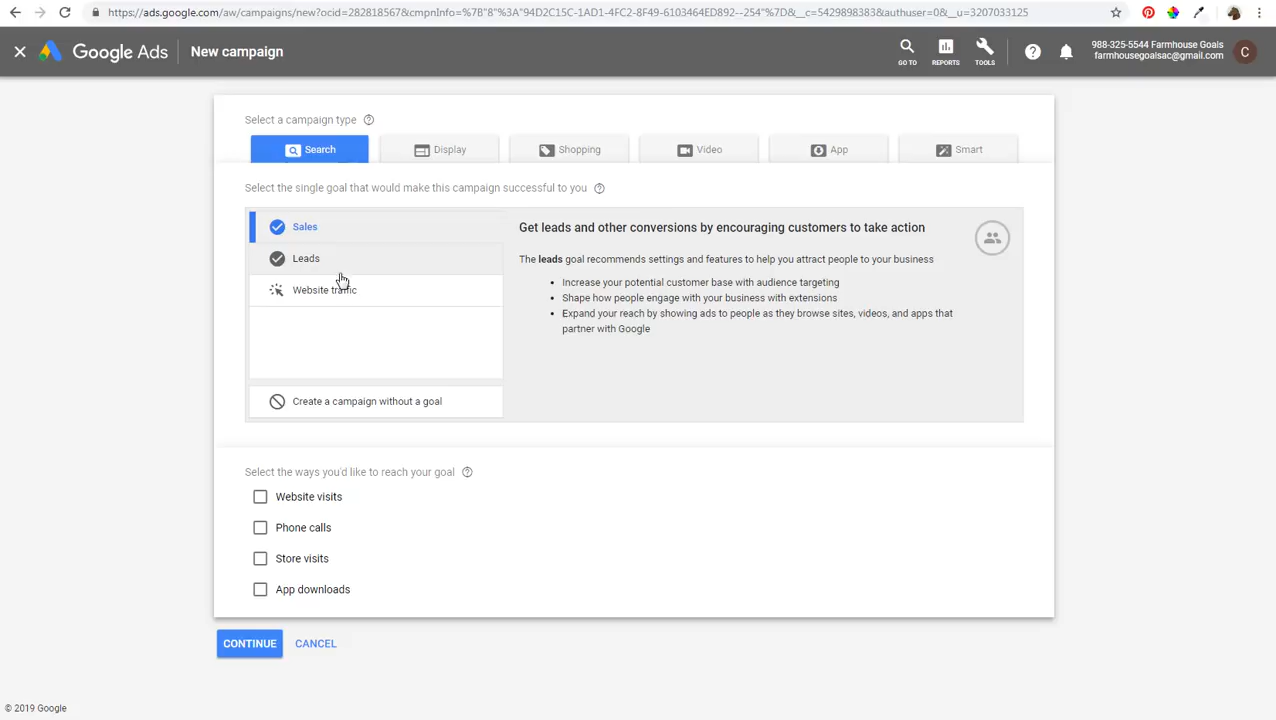 https://ads.google.com/aw/campaigns/new?ocid=282818567&cmpnInfo=%7B"8"%3A"94D2C15C-1AD1-4FC2-8F49-6103464ED892--254"%7D&__c=5429898383&authuser=0&__u=3207033125
Google Ads
New campaign
GO TO
REPORTS
TOOLS
988-325-5544 Farmhouse Goals
farmhousegoalsac@gmail.com
C
Select a campaign type
Search
Display
Shopping
Video
App
Smart
Select the single goal that would make this campaign successful to you
Sales
Leads
Website traffic
Create a campaign without a goal
Get leads and other conversions by encouraging customers to take action
The leads goal recommends settings and features to help you attract people to your business
Increase your potential customer base with audience targeting
Shape how people engage with your business with extensions
Expand your reach by showing ads to people as they browse sites, videos, and apps that
partner with Google
Select the ways you'd like to reach your goal
Website visits
Phone calls
Store visits
App downloads
CONTINUE
CANCEL
© 2019 Google